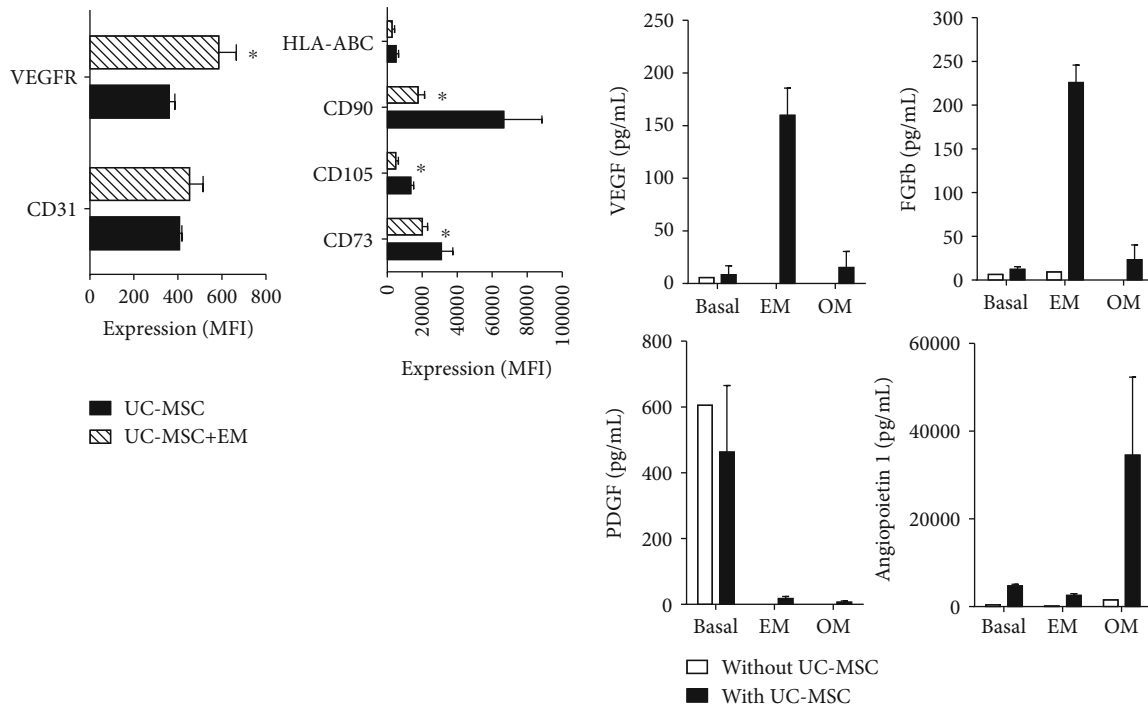 VEGFR
CD31
*
0 200 400 600 800
Expression (MFI)
HLA-ABC
CD90
CD105
CD73
*
*
*
0 20000 40000 60000 80000 100000
Expression (MFI)
UC-MSC
UC-MSC+EM
VEGF (pg/mL)
250
200
150
100
50
0
Basal EM OM
FGFb (pg/mL)
300
250
200
150
100
50
0
Basal EM OM
PDGF (pg/mL)
800
600
400
200
0
Basal EM OM
Angiopoietin 1 (pg/mL)
60000
40000
20000
0
Basal EM OM
Without UC-MSC
With UC-MSC